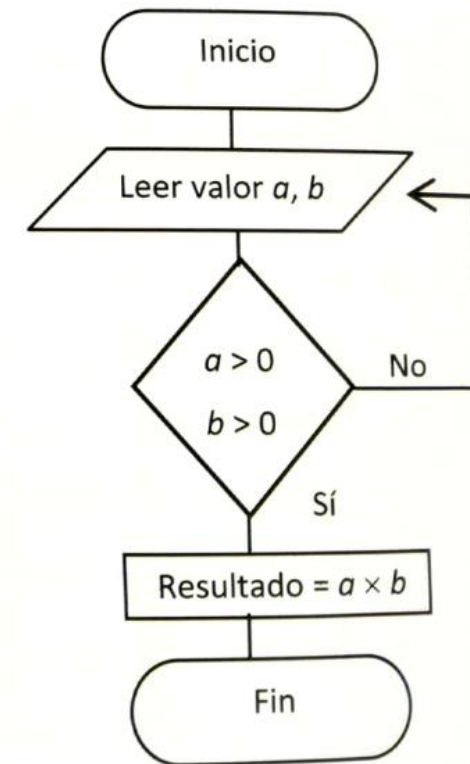 Inicio
Leer valor a, b
a > 0
b > 0
No
Sí
Resultado = a × b
Fin